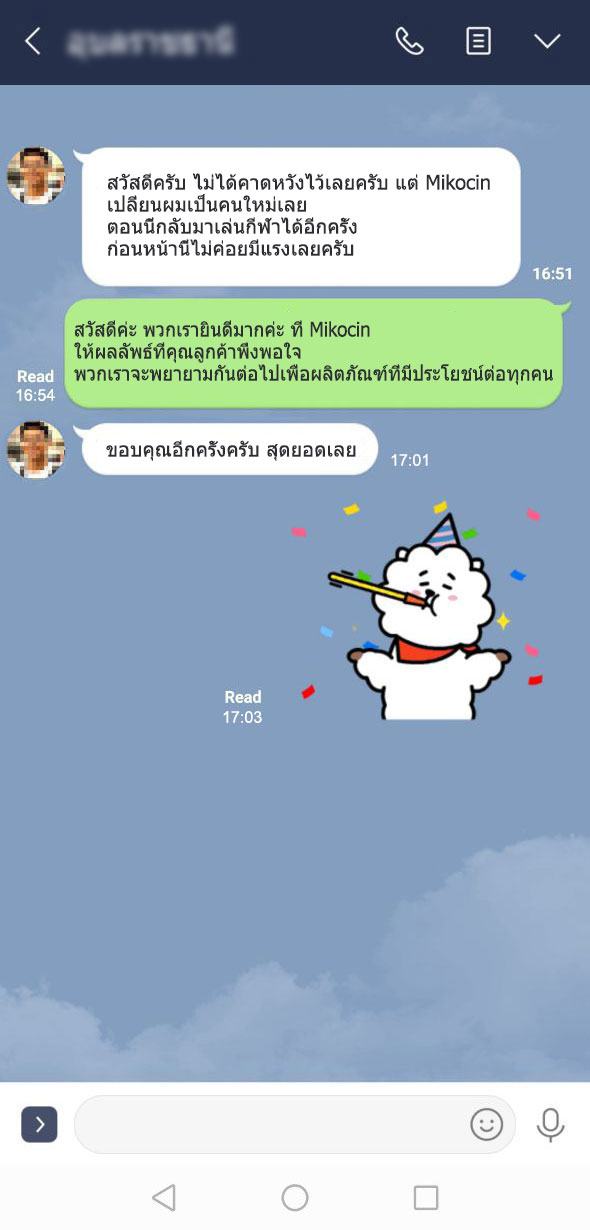 สวัสดีครับ ไม่ได้คาดหวังไว้เลยครับ แต่ Mikocin
เปลี่ยนผมเป็นคนใหม่เลย
ตอนนี้กลับมาเล่นกีฬาได้อีกครั้ง
ก่อนหน้านี้ไม่ค่อยมีแรงเลยครับ
16:51
สวัสดีค่ะ พวกเรายินดีมากค่ะ ที่ Mikocin
ให้ผลลัพธ์ที่คุณลูกค้าพึงพอใจ
พวกเราจะพยายามกันต่อไปเพื่อผลิตภัณฑ์ที่มีประโยชน์ต่อทุกคน
Read
16:54
ขอบคุณอีกครั้งครับ สุดยอดเลย
17:01
Read
17:03